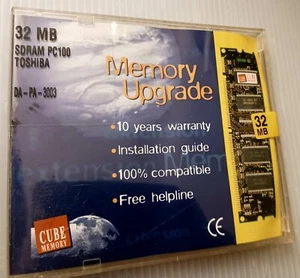 32 MB
SDRAM PC100
TOSHIBA
DA-PA-3003
Memory
Upgrade
•10 years warranty
•Installation guide
•100% compatible
•Free helpline
32
MB
CUBE
MEMORY
CE